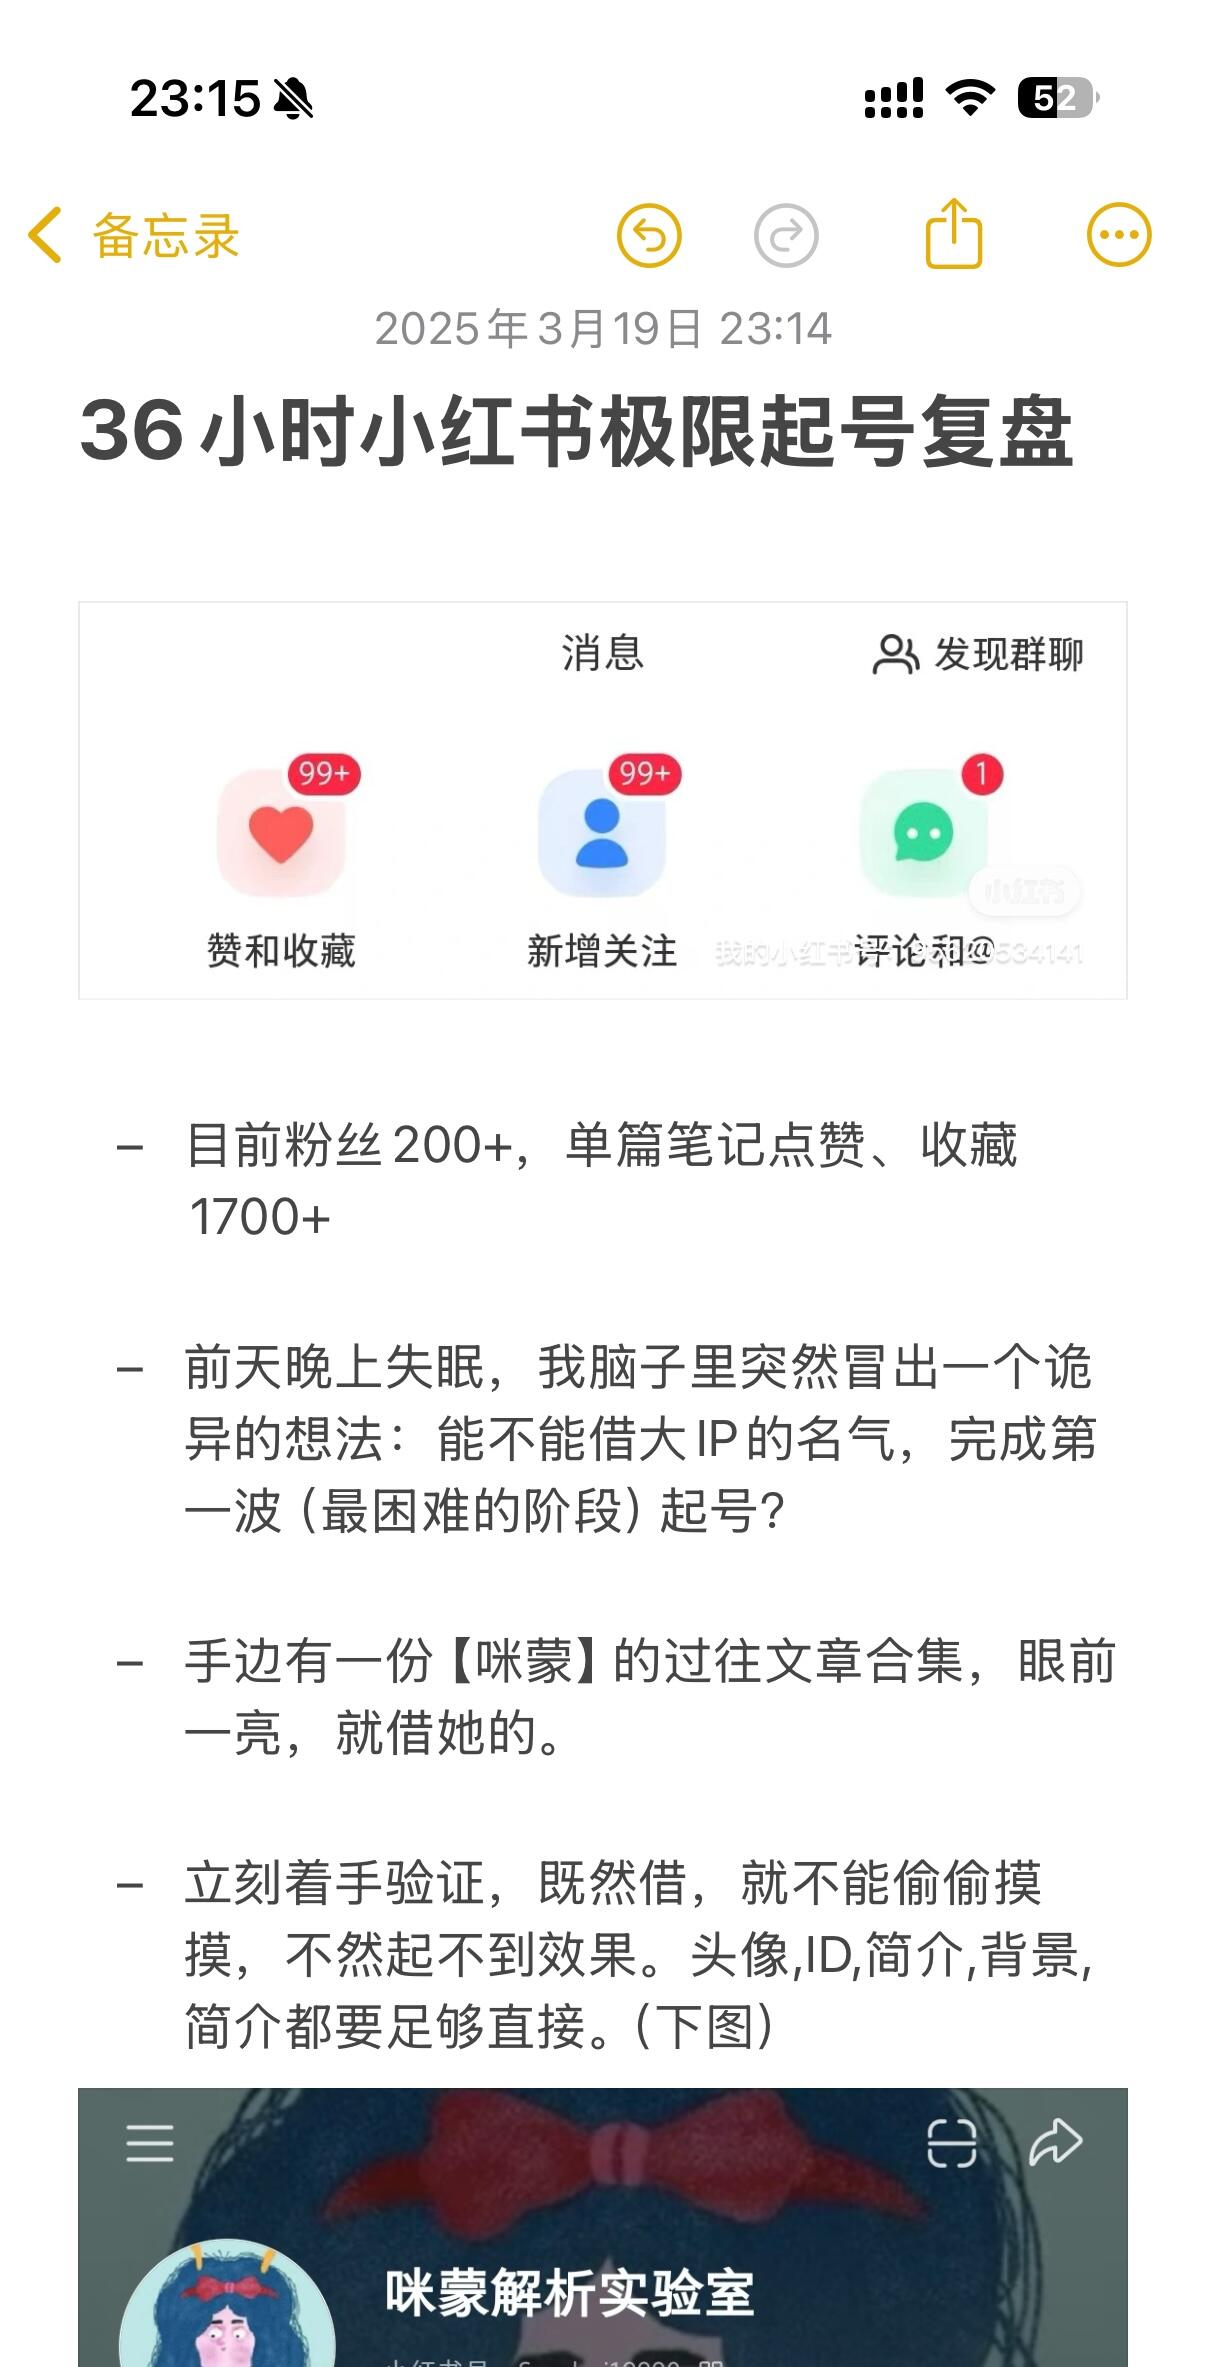 23:15
52
备忘录
2025年3月19日 23:14
36小时小红书极限起号复盘
消息
发现群聊
99+
99+
1
小红书
赞和收藏
新增关注
评论和@
我的小红书
534141
– 目前粉丝200+，单篇笔记点赞、收藏
1700+
– 前天晚上失眠，我脑子里突然冒出一个诡
异的想法：能不能借大IP的名气，完成第
一波（最困难的阶段）起号？
– 手边有一份【咪蒙】的过往文章合集，眼前
一亮，就借她的。
– 立刻着手验证，既然借，就不能偷偷摸
摸，不然起不到效果。头像,ID,简介,背景,
简介都要足够直接。（下图）
咪蒙解析实验室